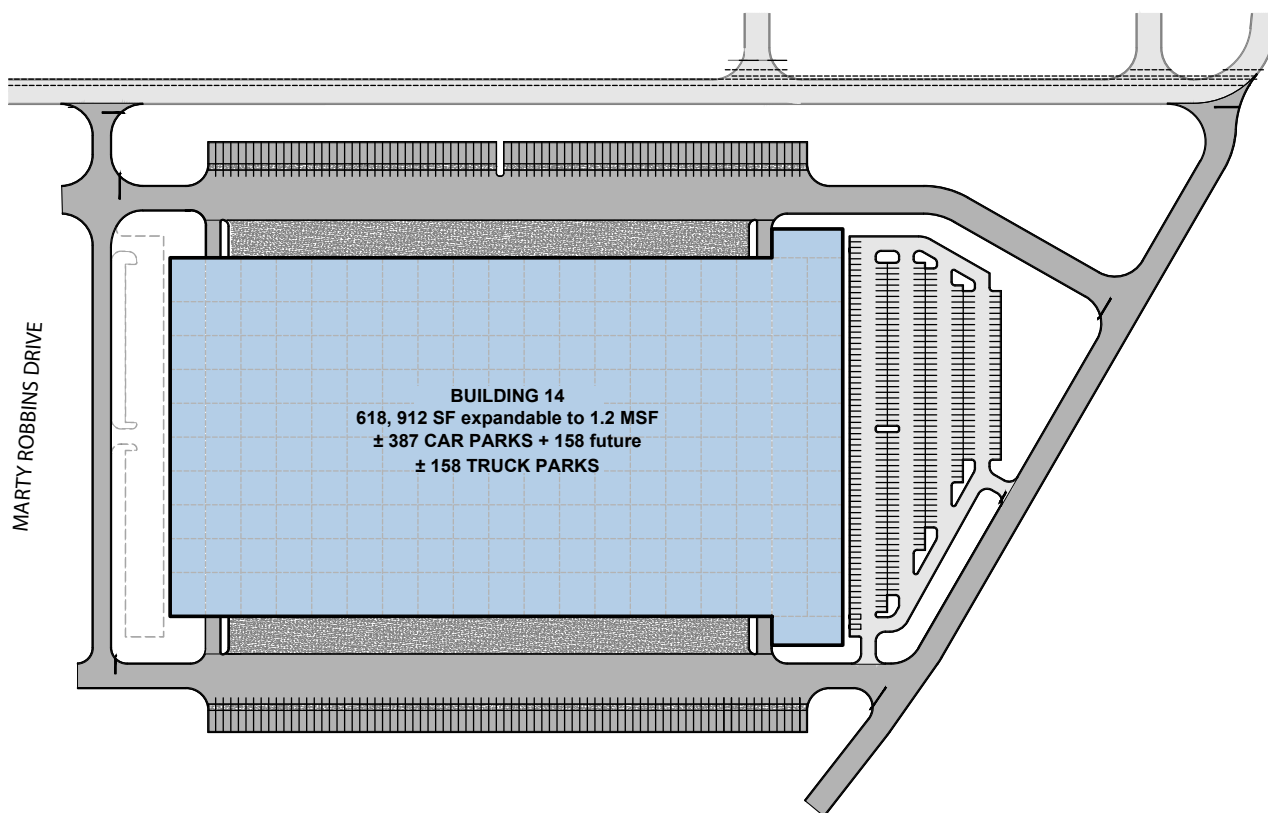 MARTY ROBBINS DRIVE
BUILDING 14
618, 912 SF expandable to 1.2 MSF
± 387 CAR PARKS + 158 future
± 158 TRUCK PARKS